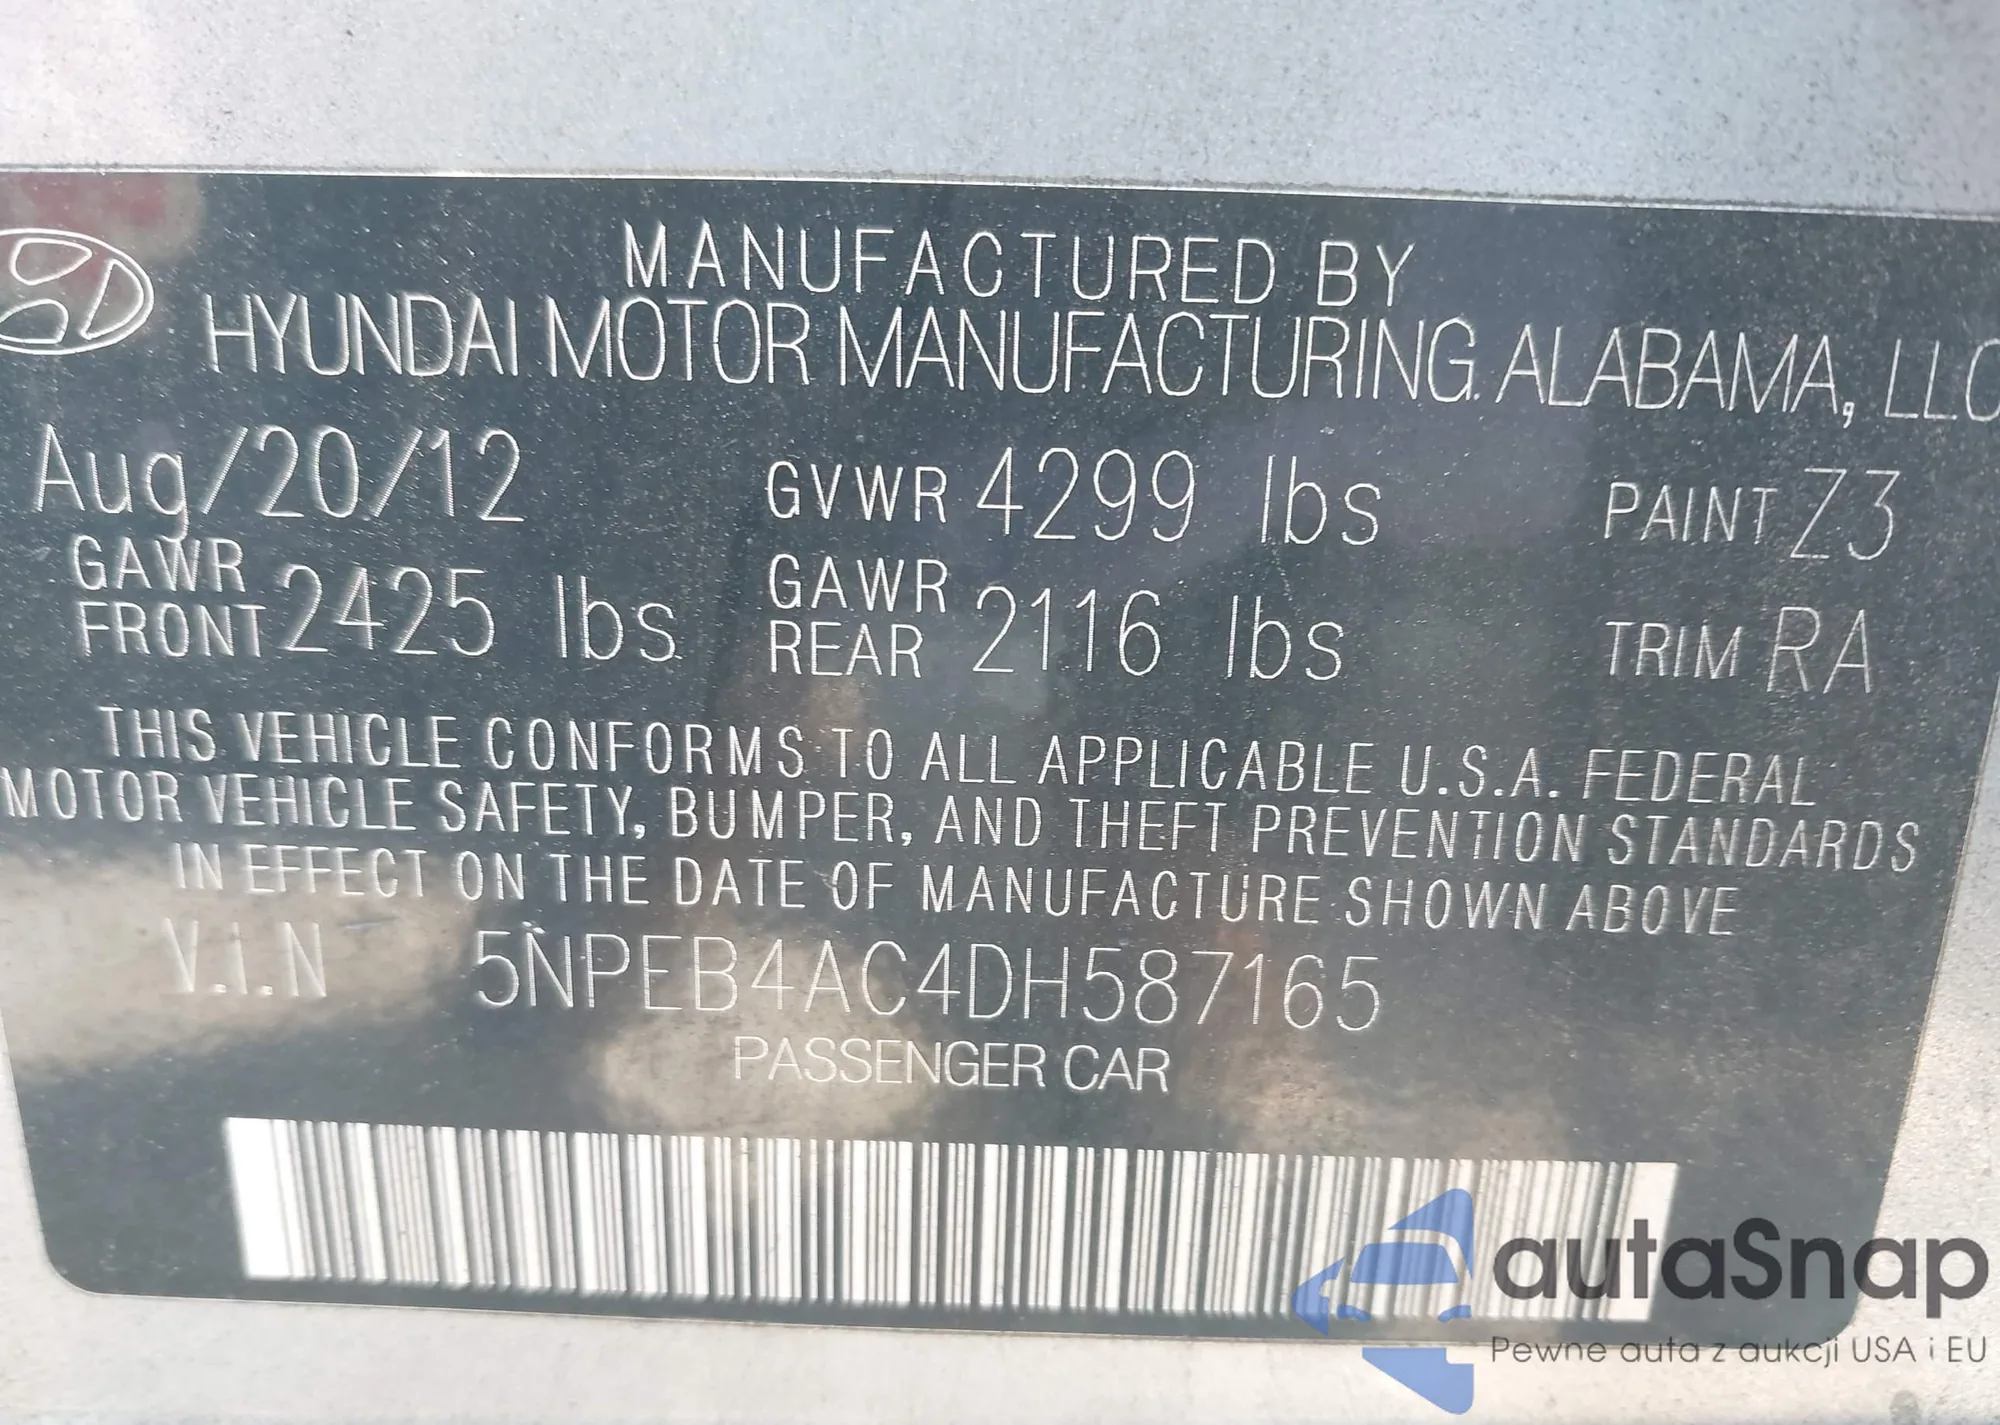 MANUFACTURED BY
HYUNDAI MOTOR MANUFACTURING ALABAMA, LLC
Aug/20/12 GVWR 4299 lbs PAINT Z3
GAWR FRONT 2425 lbs GAWR REAR 2116 lbs TRIM RA
THIS VEHICLE CONFORMS TO ALL APPLICABLE U.S.A. FEDERAL
MOTOR VEHICLE SAFETY, BUMPER, AND THEFT PREVENTION STANDARDS
IN EFFECT ON THE DATE OF MANUFACTURE SHOWN ABOVE
V.I.N 5NPEB4AC4DH587165
PASSENGER CAR
autaSnap
Pewne auta z aukcji USA i EU